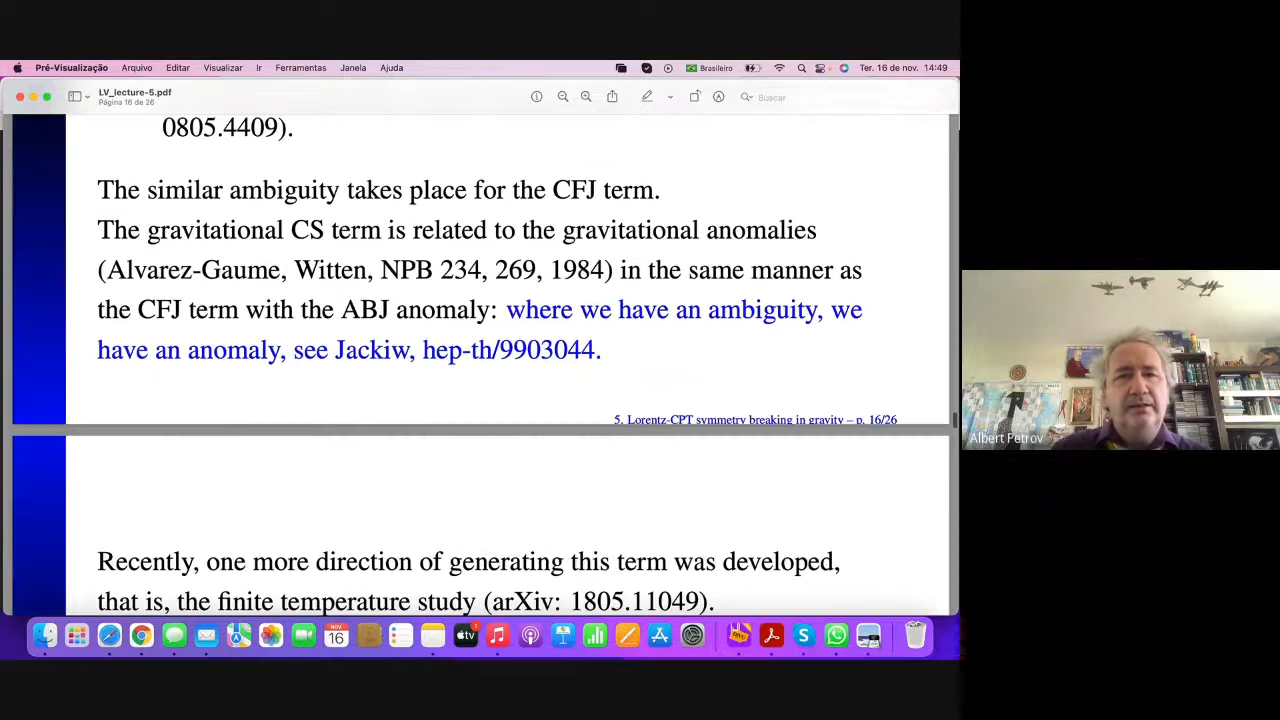 Pré-Visualização Arquivo Editar Visualizar Ir Ferramentas Janela Ajuda Brasileiro Ter. 16 de nov. 14:49
LV_lecture-5.pdf
Página 16 de 26
Buscar
0805.4409).
The similar ambiguity takes place for the CFJ term.
The gravitational CS term is related to the gravitational anomalies
(Alvarez-Gaume, Witten, NPB 234, 269, 1984) in the same manner as
the CFJ term with the ABJ anomaly: where we have an ambiguity, we
have an anomaly, see Jackiw, hep-th/9903044.
5. Lorentz-CPT symmetry breaking in gravity – p. 16/26
Recently, one more direction of generating this term was developed,
that is, the finite temperature study (arXiv: 1805.11049).
Albert Petrov
NOV
16
tv
1